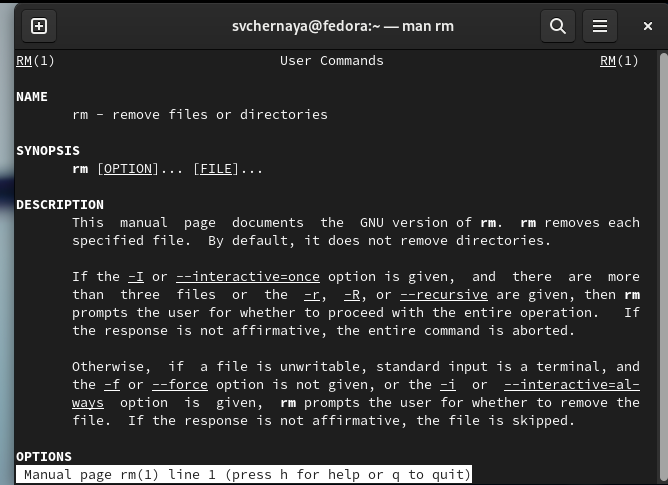 svchernaya@fedora:~ — man rm
RM(1) User Commands RM(1)
NAME
rm - remove files or directories
SYNOPSIS
rm [OPTION]... [FILE]...
DESCRIPTION
This manual page documents the GNU version of rm. rm removes each
specified file. By default, it does not remove directories.
If the -I or --interactive=once option is given, and there are more
than three files or the -r, -R, or --recursive are given, then rm
prompts the user for whether to proceed with the entire operation. If
the response is not affirmative, the entire command is aborted.
Otherwise, if a file is unwritable, standard input is a terminal, and
the -f or --force option is not given, or the -i or --interactive=al-
ways option is given, rm prompts the user for whether to remove the
file. If the response is not affirmative, the file is skipped.
OPTIONS
Manual page rm(1) line 1 (press h for help or q to quit)